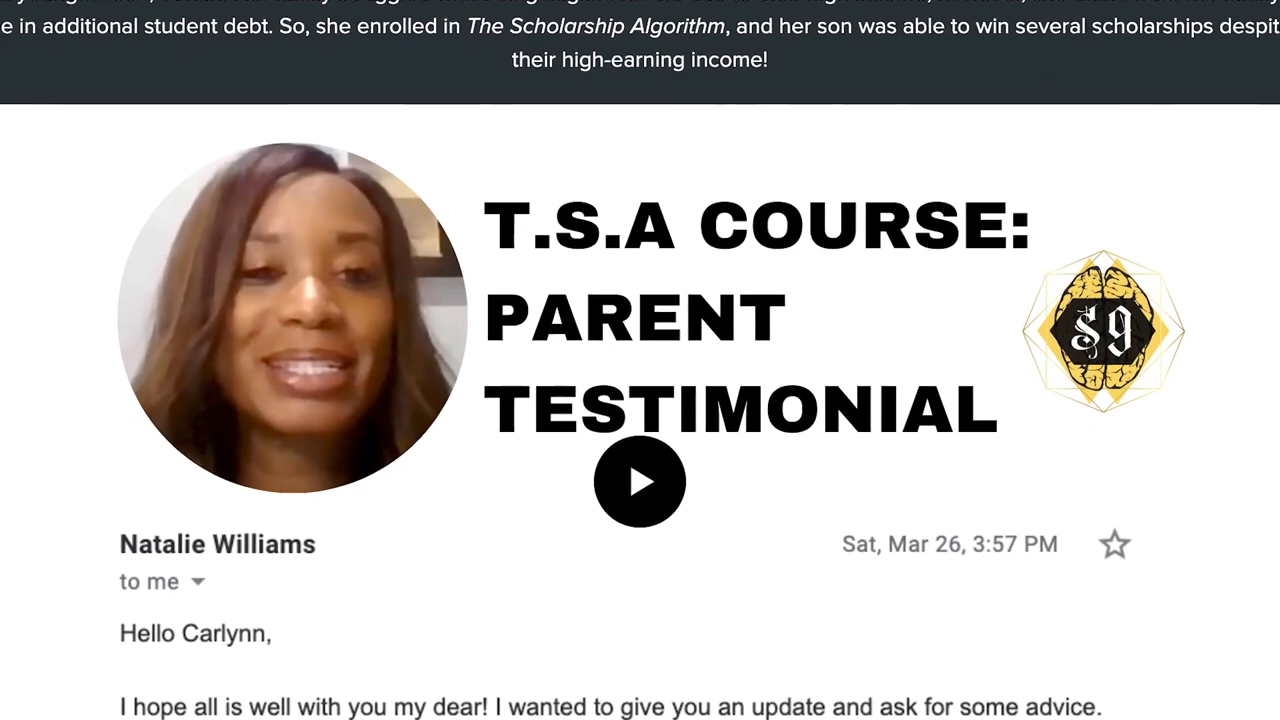 e in additional student debt. So, she enrolled in The Scholarship Algorithm, and her son was able to win several scholarships despit
their high-earning income!
T.S.A COURSE:
PARENT
TESTIMONIAL
S9
Natalie Williams
Sat, Mar 26, 3:57 PM
to me
Hello Carlynn,
I hope all is well with you my dear! I wanted to give you an update and ask for some advice.